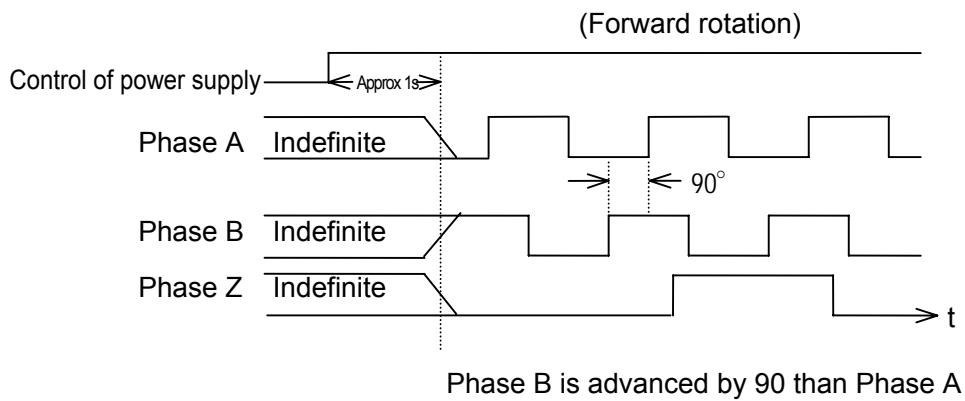 (Forward rotation)
Control of power supply
Approx 1s
Phase A Indefinite
90°
Phase B Indefinite
Phase Z Indefinite
t
Phase B is advanced by 90 than Phase A